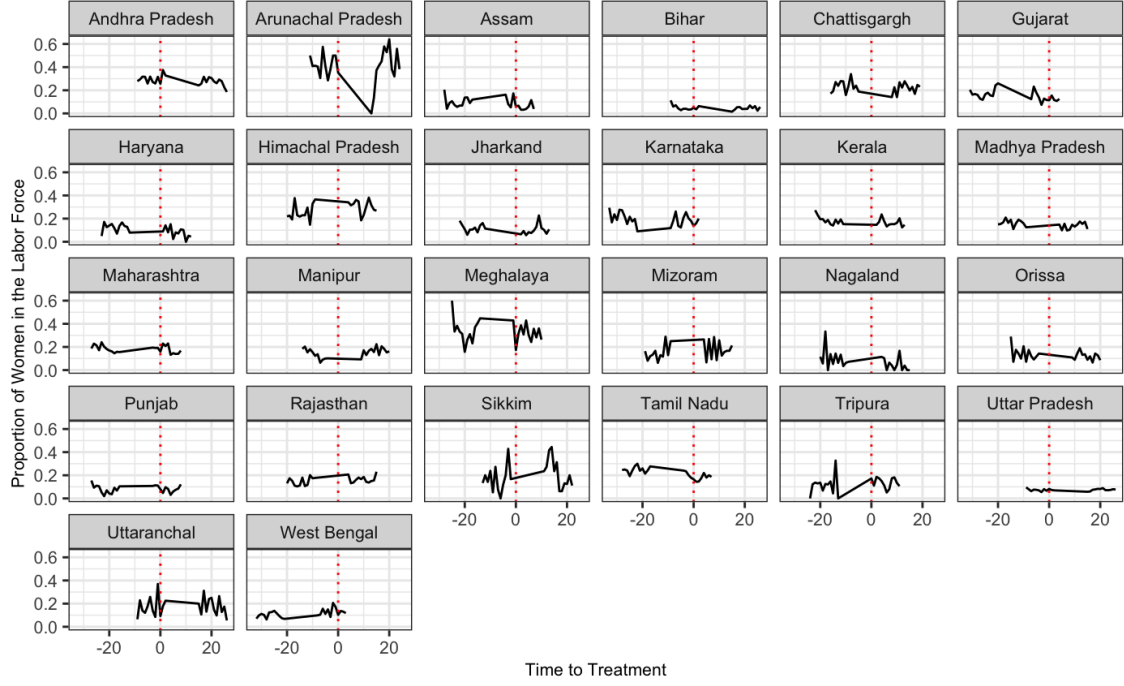 Andhra Pradesh Arunachal Pradesh Assam Bihar Chattisgargh Gujarat
0.6
0.4
0.2
0.0
Haryana Himachal Pradesh Jharkand Karnataka Kerala Madhya Pradesh
0.6
0.4
0.2
0.0
Maharashtra Manipur Meghalaya Mizoram Nagaland Orissa
0.6
0.4
0.2
0.0
Punjab Rajasthan Sikkim Tamil Nadu Tripura Uttar Pradesh
0.6
0.4
0.2
0.0
-20 0 20 -20 0 20 -20 0 20 -20 0 20
Uttaranchal West Bengal
0.6
0.4
0.2
0.0
-20 0 20 -20 0 20
Proportion of Women in the Labor Force
Time to Treatment